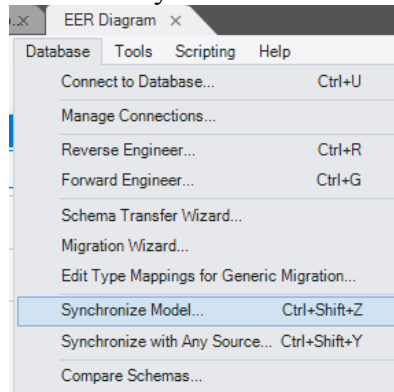 EER Diagram ×
Database Tools Scripting Help
Connect to Database... Ctrl+U
Manage Connections...
Reverse Engineer... Ctrl+R
Forward Engineer... Ctrl+G
Schema Transfer Wizard...
Migration Wizard...
Edit Type Mappings for Generic Migration...
Synchronize Model... Ctrl+Shift+Z
Synchronize with Any Source... Ctrl+Shift+Y
Compare Schemas...